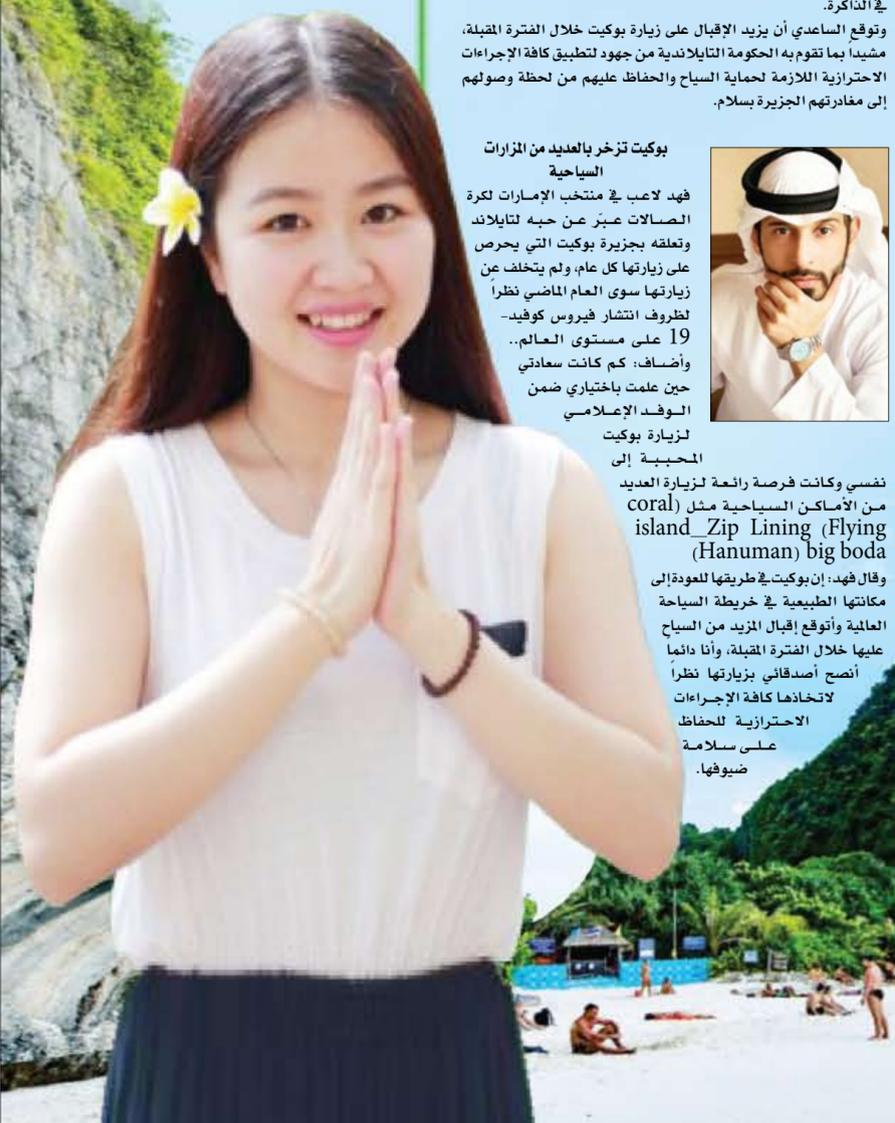 في الذاكرة.
وتوقع الساعدي أن يزيد الإقبال على زيارة بوكيت خلال الفترة المقبلة،
مشيداً بما تقوم به الحكومة التايلاندية من جهود لتطبيق كافة الإجراءات
الاحترازية اللازمة لحماية السياح والحفاظ عليهم من لحظة وصولهم
إلى مغادرتهم الجزيرة بسلام.
بوكيت تزخر بالعديد من المزارات
السياحية
فهد لاعب في منتخب الإمارات لكرة
الصالات عبَر عن حبه لتايلاند
وتعلقه بجزيرة بوكيت التي يحرص
على زيارتها كل عام، ولم يتخلف عن
زيارتها سوى العام الماضي نظراً
لظروف انتشار فيروس كوفيد-
19 على مستوى العالم..
وأضاف: كم كانت سعادتي
حين علمت باختياري ضمن
الوفد الإعلامي
لزيارة بوكيت
المحببة إلى
نفسي وكانت فرصة رائعة لزيارة العديد
من الأماكن السياحية مثل (coral
island_Zip Lining (Flying
(Hanuman) big boda
وقال فهد: إن بوكيت في طريقها للعودة إلى
مكانتها الطبيعية في خريطة السياحة
العالمية وأتوقع إقبال المزيد من السياح
عليها خلال الفترة المقبلة، وأنا دائماً
أنصح أصدقائي بزيارتها نظراً
لاتخاذها كافة الإجراءات
الاحترازية للحفاظ
على سلامة
ضيوفها.